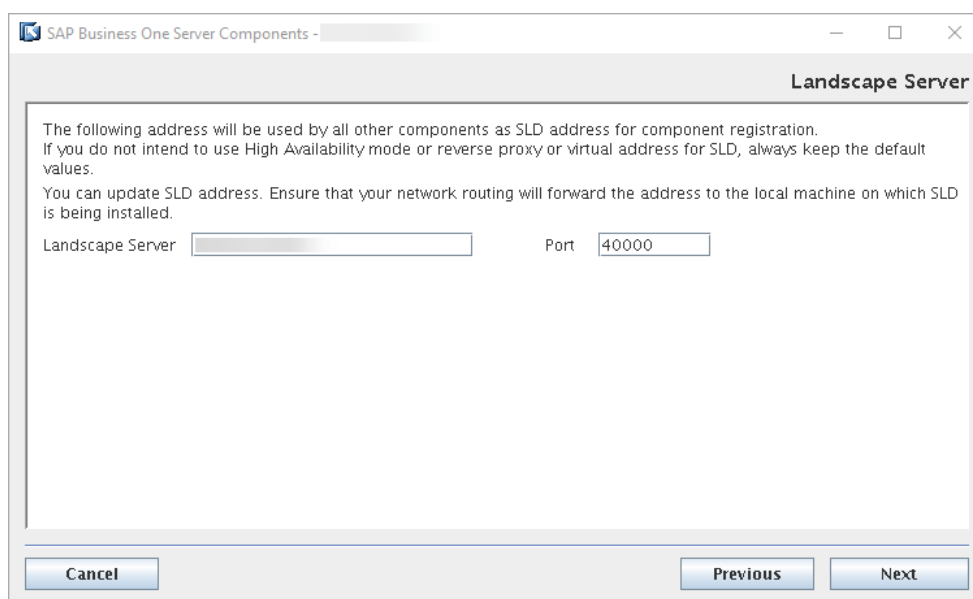 SAP Business One Server Components -
Landscape Server
The following address will be used by all other components as SLD address for component registration.
If you do not intend to use High Availability mode or reverse proxy or virtual address for SLD, always keep the default
values.
You can update SLD address. Ensure that your network routing will forward the address to the local machine on which SLD
is being installed.
Landscape Server Port 40000
Cancel Previous Next